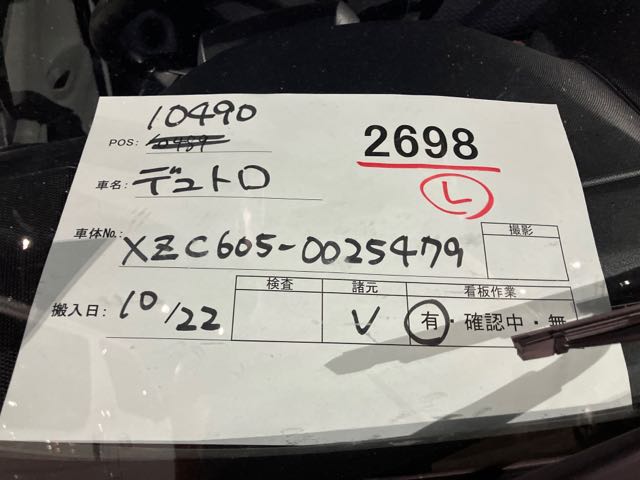 10490
POS: 10489
2698
車名: デュトロ
L
車体No.: XZC605-0025479
撮影
搬入日: 10/22
検査 諸元 看板作業
V 有・確認中・無